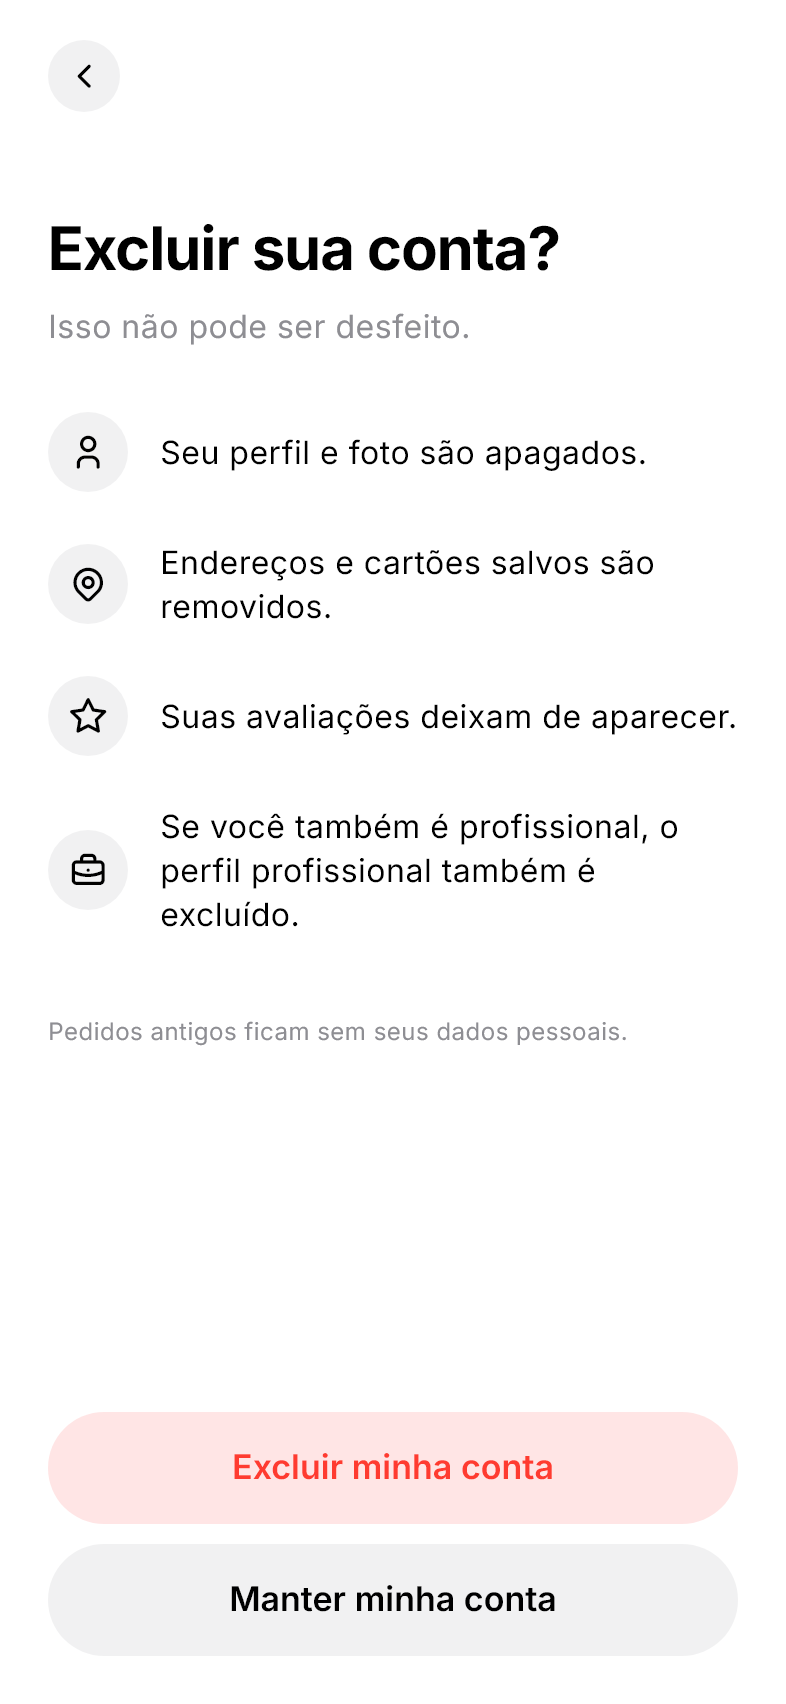 Excluir sua conta?
Isso não pode ser desfeito.
Seu perfil e foto são apagados.
Endereços e cartões salvos são
removidos.
Suas avaliações deixam de aparecer.
Se você também é profissional, o
perfil profissional também é
excluído.
Pedidos antigos ficam sem seus dados pessoais.
Excluir minha conta
Manter minha conta